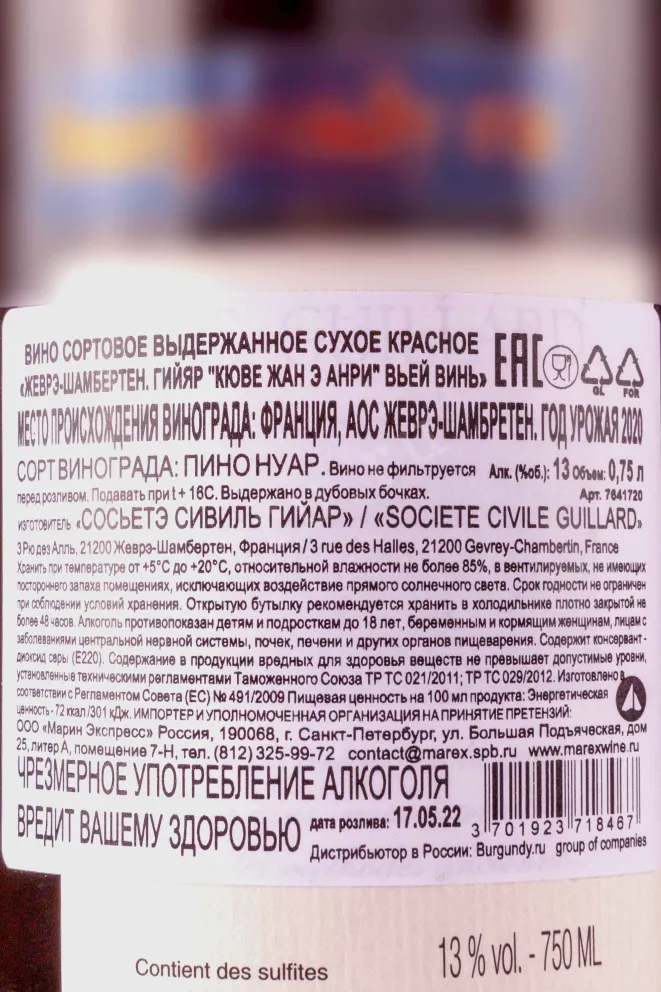 ВИНО СОРТОВОЕ ВЫДЕРЖАННОЕ СУХОЕ КРАСНОЕ
«ЖЕВРЭ-ШАМБЕРТЕН. ГИЙЯР "КЮВЕ ЖАН Э АНРИ" ВЬЕЙ ВИНЬ»
ЕАС
GL
FOR
МЕСТО ПРОИСХОЖДЕНИЯ ВИНОГРАДА: ФРАНЦИЯ, АОС ЖЕВРЭ-ШАМБРЕТЕН. ГОД УРОЖАЯ 2020
СОРТ ВИНОГРАДА: ПИНО НУАР. Вино не фильтруется Алк. (%об.): 13 Объем: 0,75 л
перед розливом. Подавать при t + 16С. Выдержано в дубовых бочках. Арт. 7641720
ИЗГОТОВИТЕЛЬ «СОСЬЕТЭ СИВИЛЬ ГИЙАР» / «SOCIETE CIVILE GUILLARD»
3 Рю дез Алль. 21200 Жеврэ-Шамбертен, Франция / 3 rue des Halles, 21200 Gevrey-Chambertin, France
Хранить при температуре от +5°С до +20°С, относительной влажности не более 85%, в вентилируемых, не имеющих
постороннего запаха помещениях, исключающих воздействие прямого солнечного света. Срок годности не ограничен
при соблюдении условий хранения. Открытую бутылку рекомендуется хранить в холодильнике плотно закрытой не
более 48 часов. Алкоголь противопоказан детям и подросткам до 18 лет, беременным и кормящим женщинам, лицам с
заболеваниями центральной нервной системы, почек, печени и других органов пищеварения. Содержит консервант -
диоксид серы (Е220). Содержание в продукции вредных для здоровья веществ не превышает допустимые уровни,
установленные техническими регламентами Таможенного Союза ТР ТС 021/2011; ТР ТС 029/2012. Изготовлено в
соответствии с Регламентом Совета (ЕС) № 491/2009 Пищевая ценность на 100 мл продукта: Энергетическая
ценность - 72 ккал /301 кДж. ИМПОРТЕР И УПОЛНОМОЧЕННАЯ ОРГАНИЗАЦИЯ НА ПРИНЯТИЕ ПРЕТЕНЗИЙ:
ООО «Марин Экспресс» Россия, 190068, г. Санкт-Петербург, ул. Большая Подъяческая, дом
25, литер А, помещение 7-Н, тел. (812) 325-99-72 contact@marex.spb.ru www.marexwine.ru
ЧРЕЗМЕРНОЕ УПОТРЕБЛЕНИЕ АЛКОГОЛЯ
ВРЕДИТ ВАШЕМУ ЗДОРОВЬЮ дата розлива: 17.05.22
3 701923 718467
Дистрибьютор в России: Burgundy.ru group of companies
13 % vol. - 750 ML
Contient des sulfites